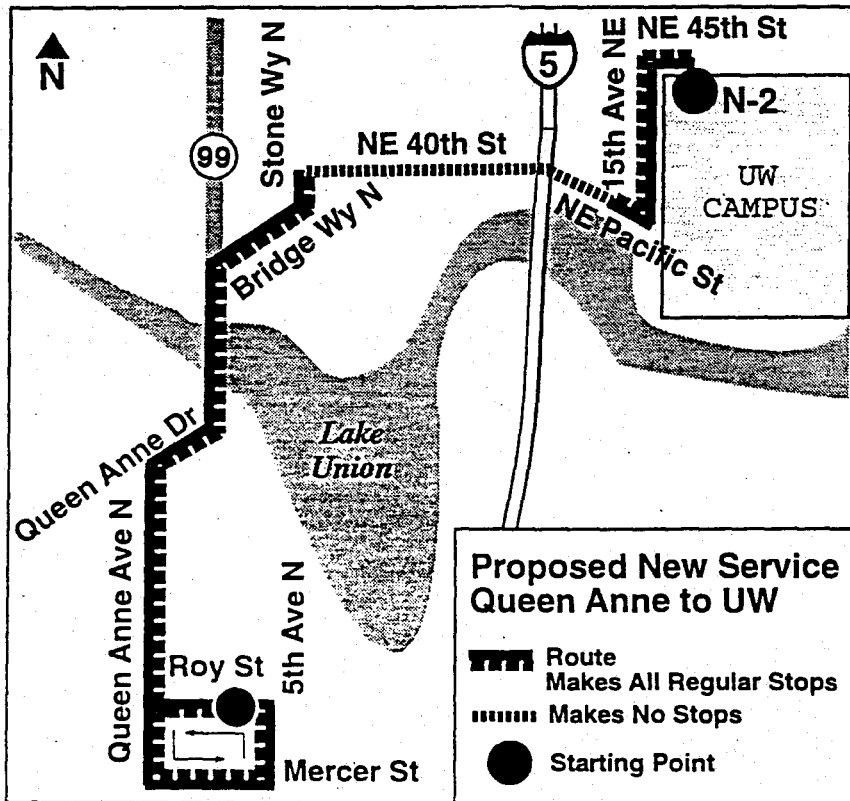 N
99
Stone Wy N
5
15th Ave NE
NE 45th St
N-2
NE 40th St
UW
CAMPUS
Bridge Wy N
NE Pacific St
Queen Anne Dr
Lake
Union
Queen Anne Ave N
5th Ave N
Roy St
Mercer St
Proposed New Service
Queen Anne to UW
Route
Makes All Regular Stops
Makes No Stops
Starting Point